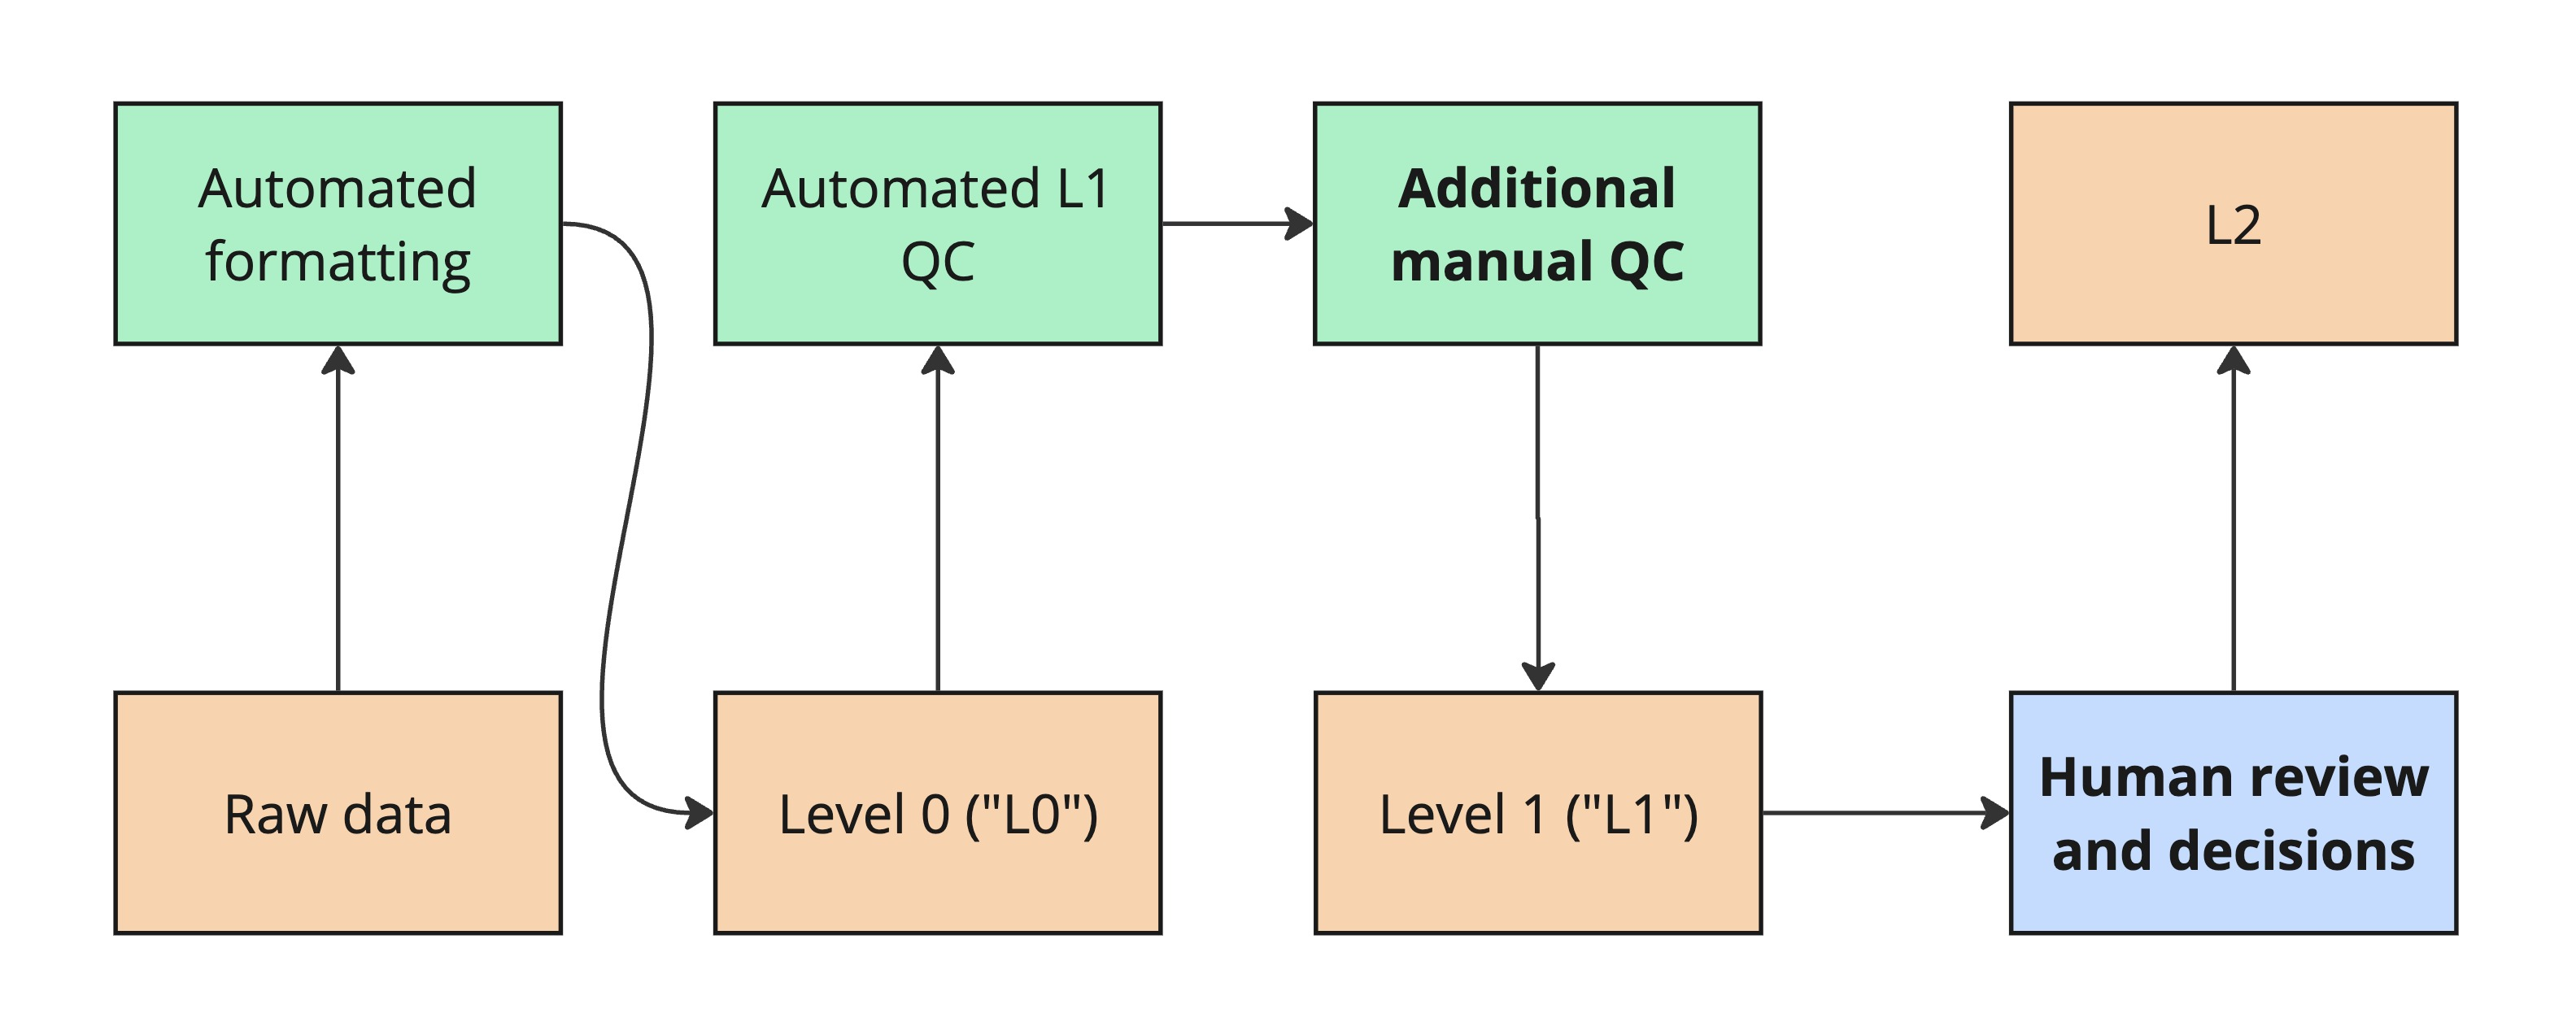 Automated
formatting
Automated L1
QC
Additional
manual QC
L2
Raw data
Level 0 ("L0")
Level 1 ("L1")
Human review
and decisions